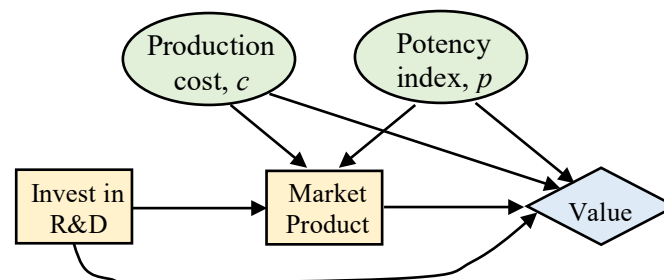 Production
cost, c
Potency
index, p
Invest in
R&D
Market
Product
Value